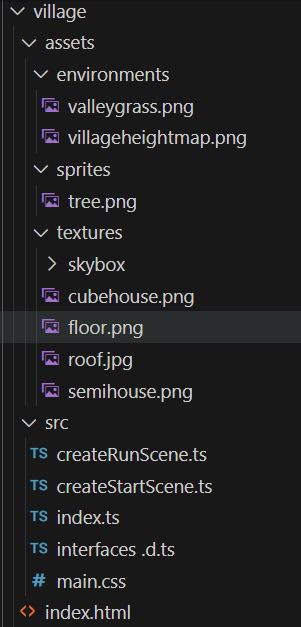 village
assets
environments
valleygrass.png
villageheightmap.png
sprites
tree.png
textures
skybox
cubehouse.png
floor.png
roof.jpg
semihouse.png
src
TS createRunScene.ts
TS createStartScene.ts
TS index.ts
TS interfaces .d.ts
# main.css
<> index.html